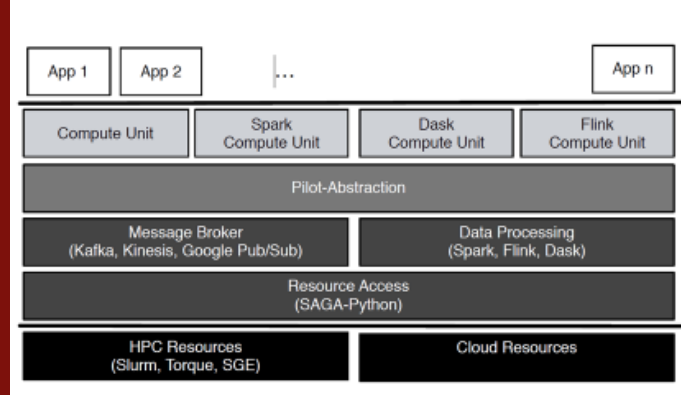 App 1
App 2
...
App n
Compute Unit
Spark
Compute Unit
Dask
Compute Unit
Flink
Compute Unit
Pilot-Abstraction
Message Broker
(Kafka, Kinesis, Google Pub/Sub)
Data Processing
(Spark, Flink, Dask)
Resource Access
(SAGA-Python)
HPC Resources
(Slurm, Torque, SGE)
Cloud Resources